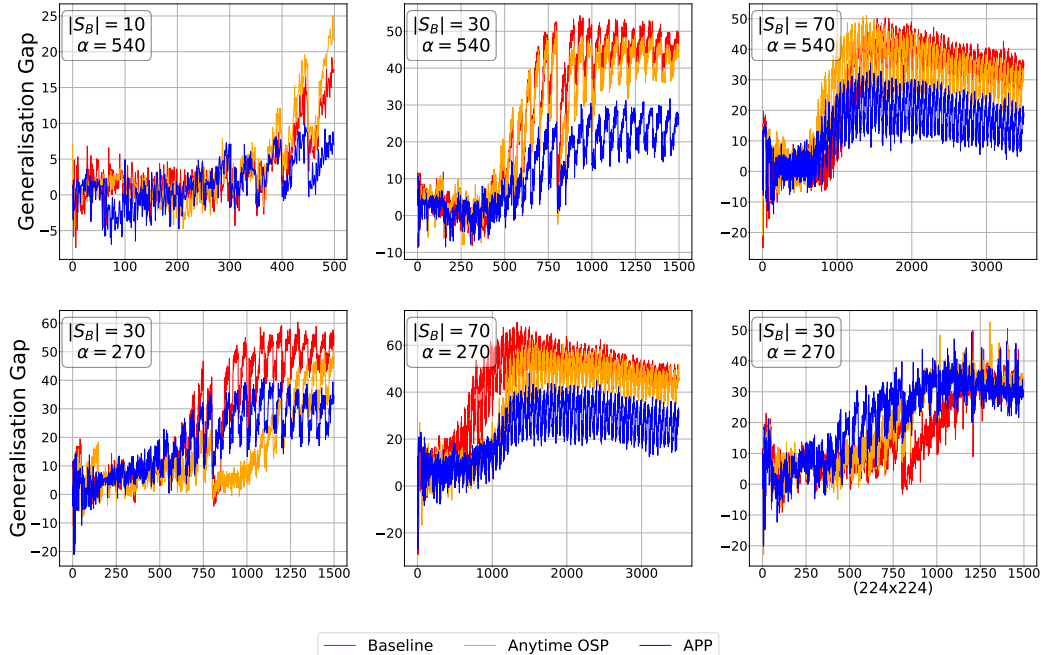 |S_B| = 10
α = 540
|S_B| = 30
α = 540
|S_B| = 70
α = 540
Generalisation Gap
25
20
15
10
5
0
−5
0 100 200 300 400 500
50
40
30
20
10
0
−10
0 250 500 750 1000 1250 1500
50
40
30
20
10
0
−10
−20
0 1000 2000 3000
|S_B| = 30
α = 270
|S_B| = 70
α = 270
|S_B| = 30
α = 270
Generalisation Gap
60
50
40
30
20
10
0
−10
−20
0 250 500 750 1000 1250 1500
60
40
20
0
−20
0 1000 2000 3000
50
40
30
20
10
0
−10
−20
0 250 500 750 1000 1250 1500
(224x224)
Baseline Anytime OSP APP